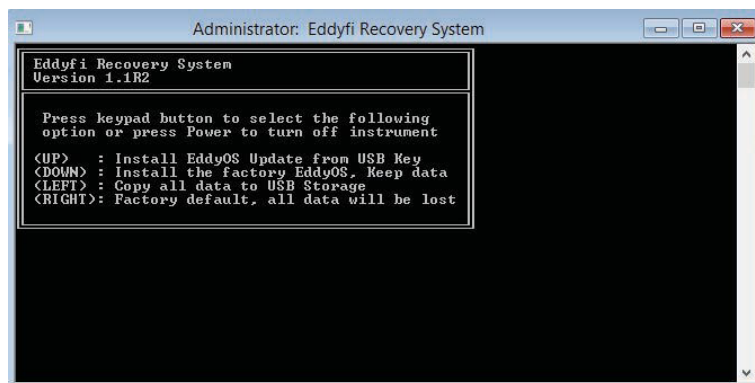 Administrator: Eddyfi Recovery System
Eddyfi Recovery System
Version 1.1R2
Press keypad button to select the following
option or press Power to turn off instrument
(UP) : Install EddyOS Update from USB Key
(DOWN) : Install the factory EddyOS, Keep data
(LEFT) : Copy all data to USB Storage
(RIGHT): Factory default, all data will be lost